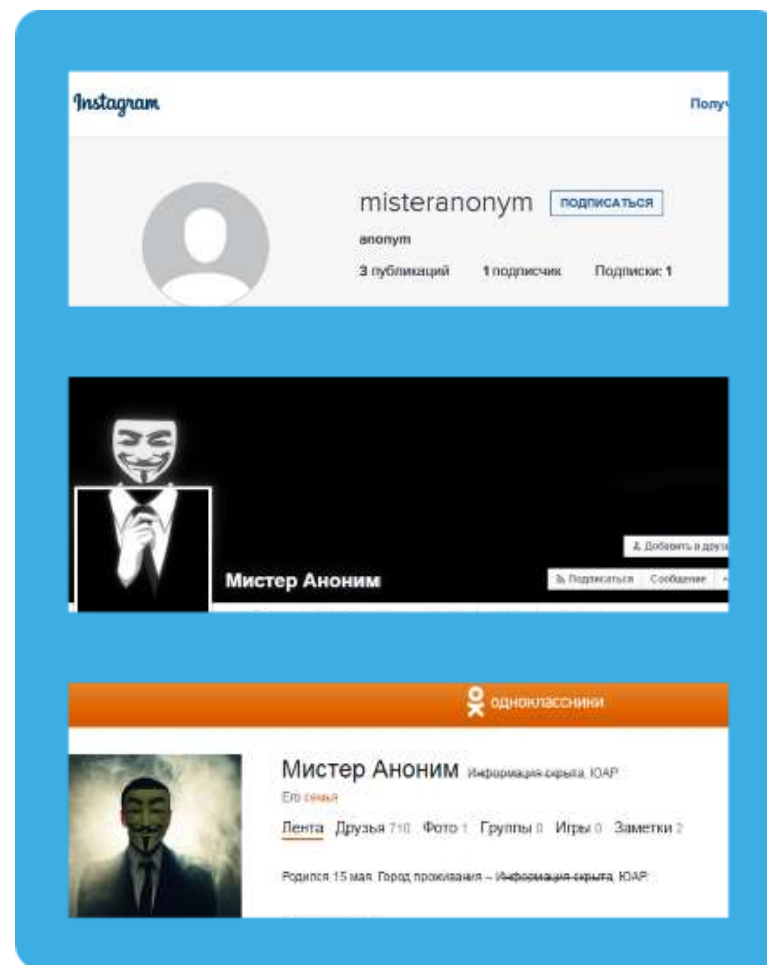 Instagram
Получ
misteranonym ПОДПИСАТЬСЯ
anonym
3 публикаций 1 подписчик Подписки: 1
Добавить в друзь
Мистер Аноним Подписаться Сообщение
одноклассники
Мистер Аноним Информация скрыта, ЮАР
Его семья
Лента Друзья 710 Фото 1 Группы 0 Игры 0 Заметки 2
Родился 15 мая. Город проживания – Информация скрыта, ЮАР